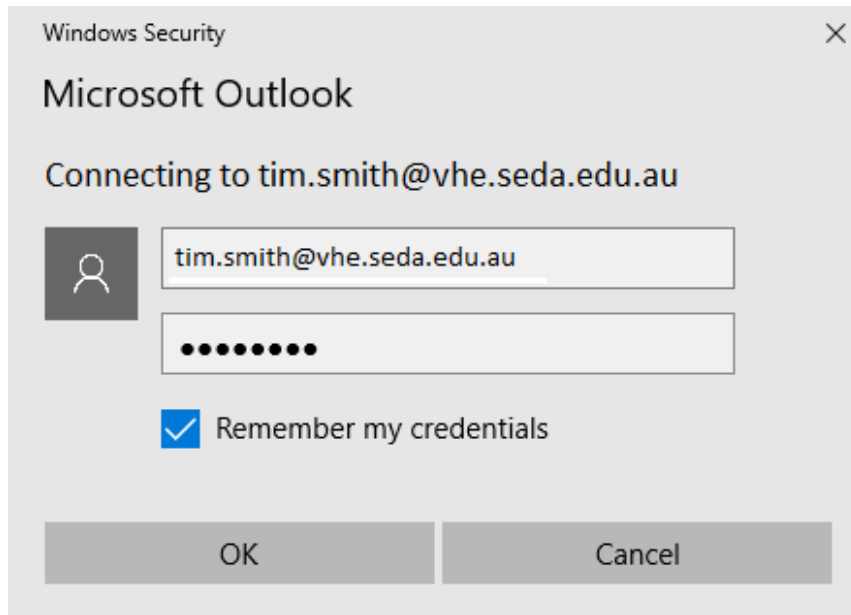 Windows Security
Microsoft Outlook
Connecting to tim.smith@vhe.seda.edu.au
tim.smith@vhe.seda.edu.au
••••••••
Remember my credentials
OK Cancel